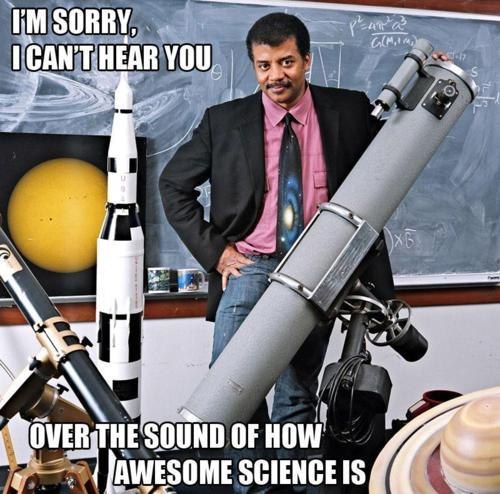 I'M SORRY,
I CAN'T HEAR YOU
OVER THE SOUND OF HOW
AWESOME SCIENCE IS